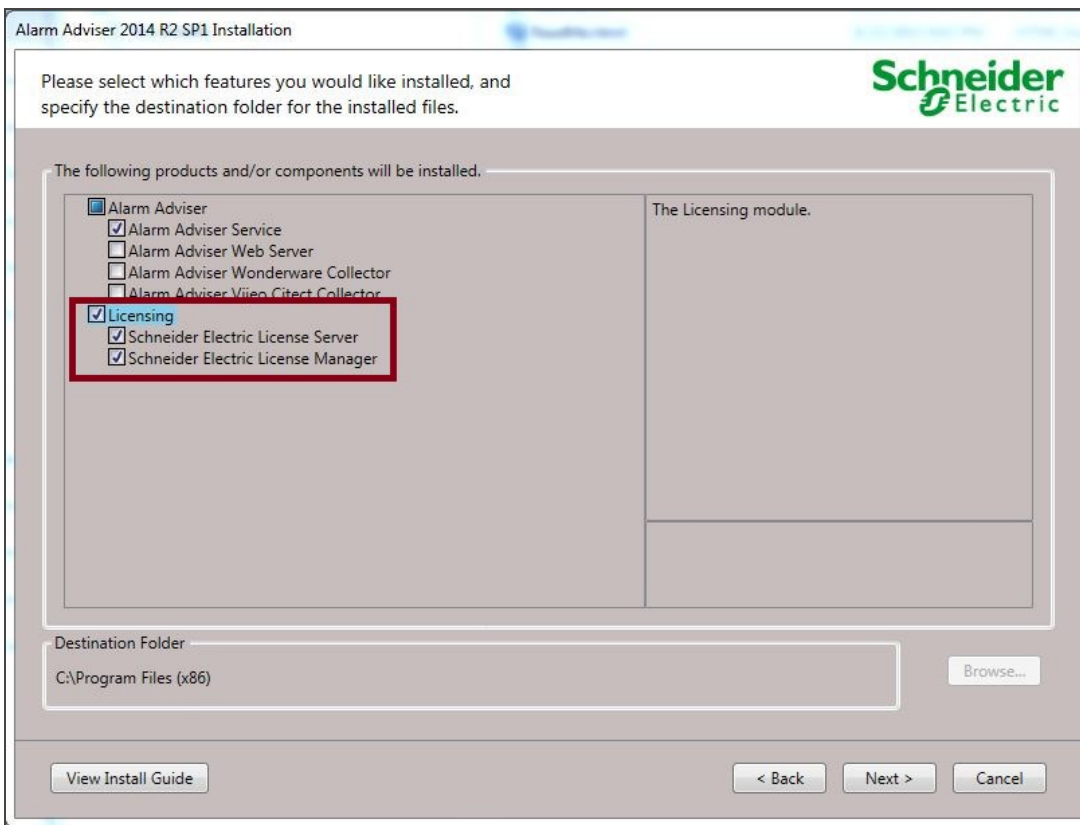 Alarm Adviser 2014 R2 SP1 Installation
Please select which features you would like installed, and
specify the destination folder for the installed files.
Schneider
Electric
The following products and/or components will be installed.
Alarm Adviser
Alarm Adviser Service
Alarm Adviser Web Server
Alarm Adviser Wonderware Collector
Alarm Adviser Vijeo Citect Collector
Licensing
Schneider Electric License Server
Schneider Electric License Manager
The Licensing module.
Destination Folder
C:\Program Files (x86)
Browse...
View Install Guide
< Back
Next >
Cancel